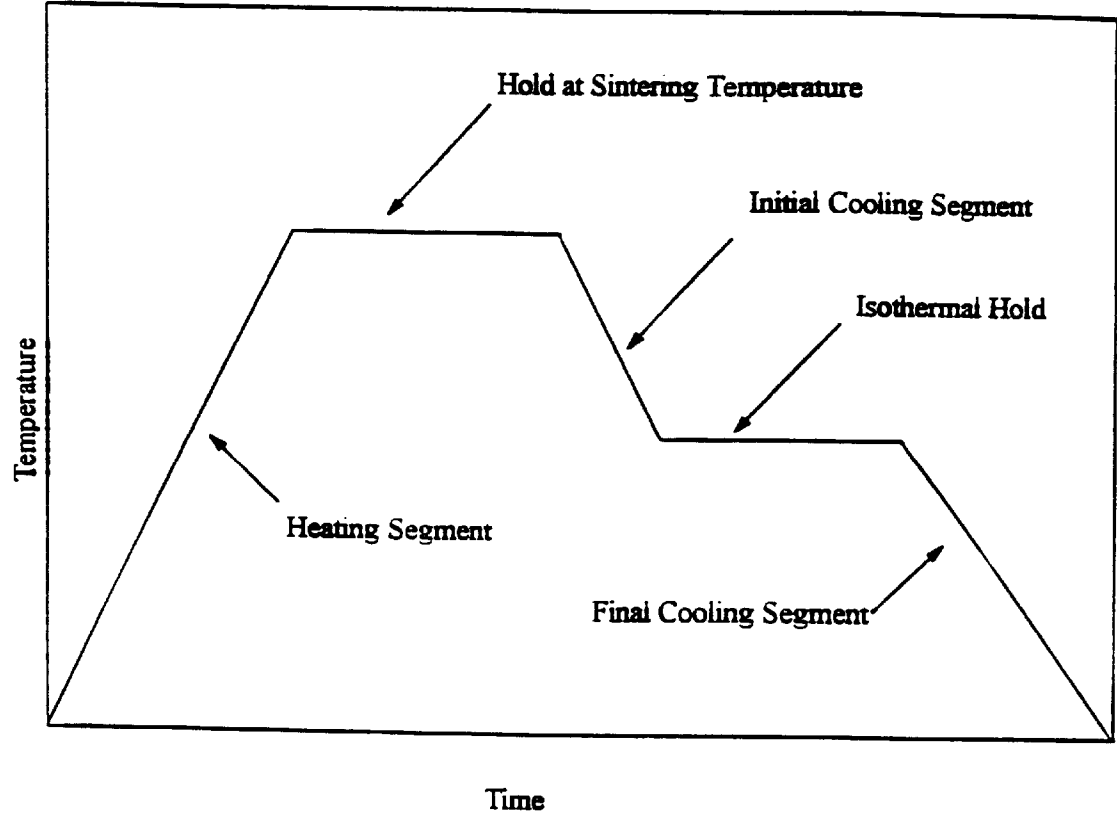 Hold at Sintering Temperature
Initial Cooling Segment
Isothermal Hold
Temperature
Heating Segment
Final Cooling Segment
Time